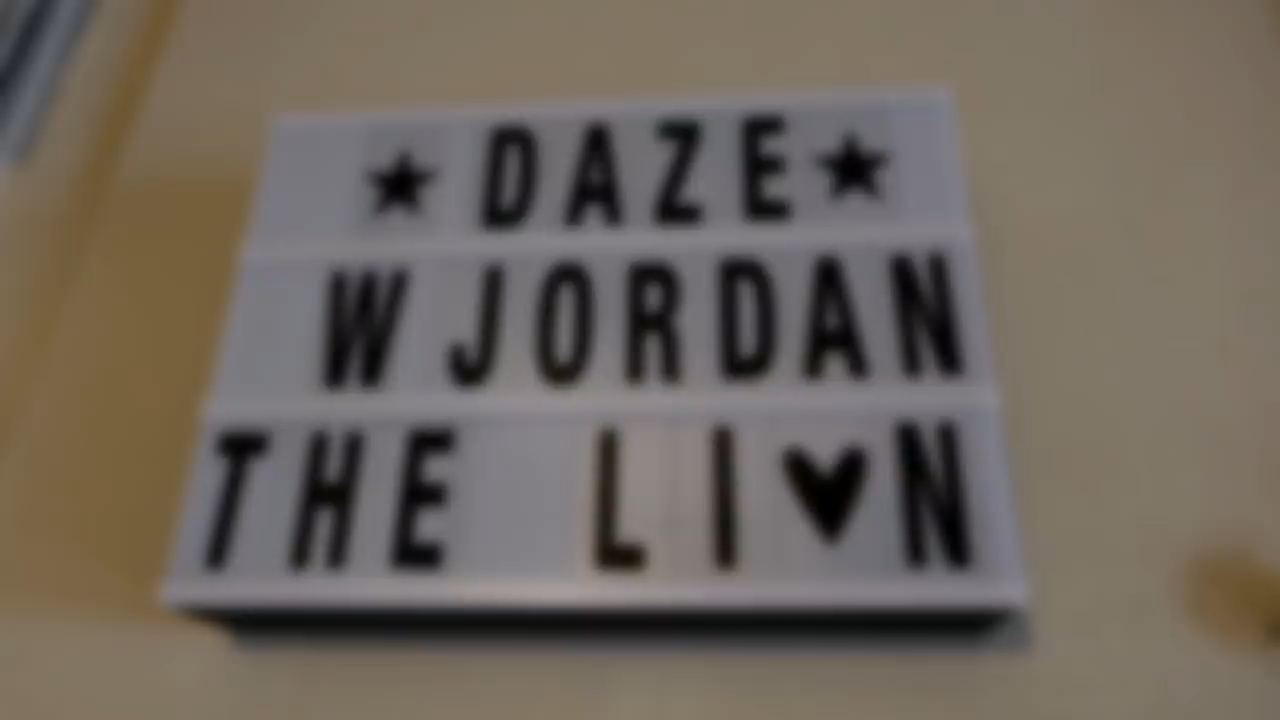 ★ DAZE ★
W JORDAN
THE LI♥N